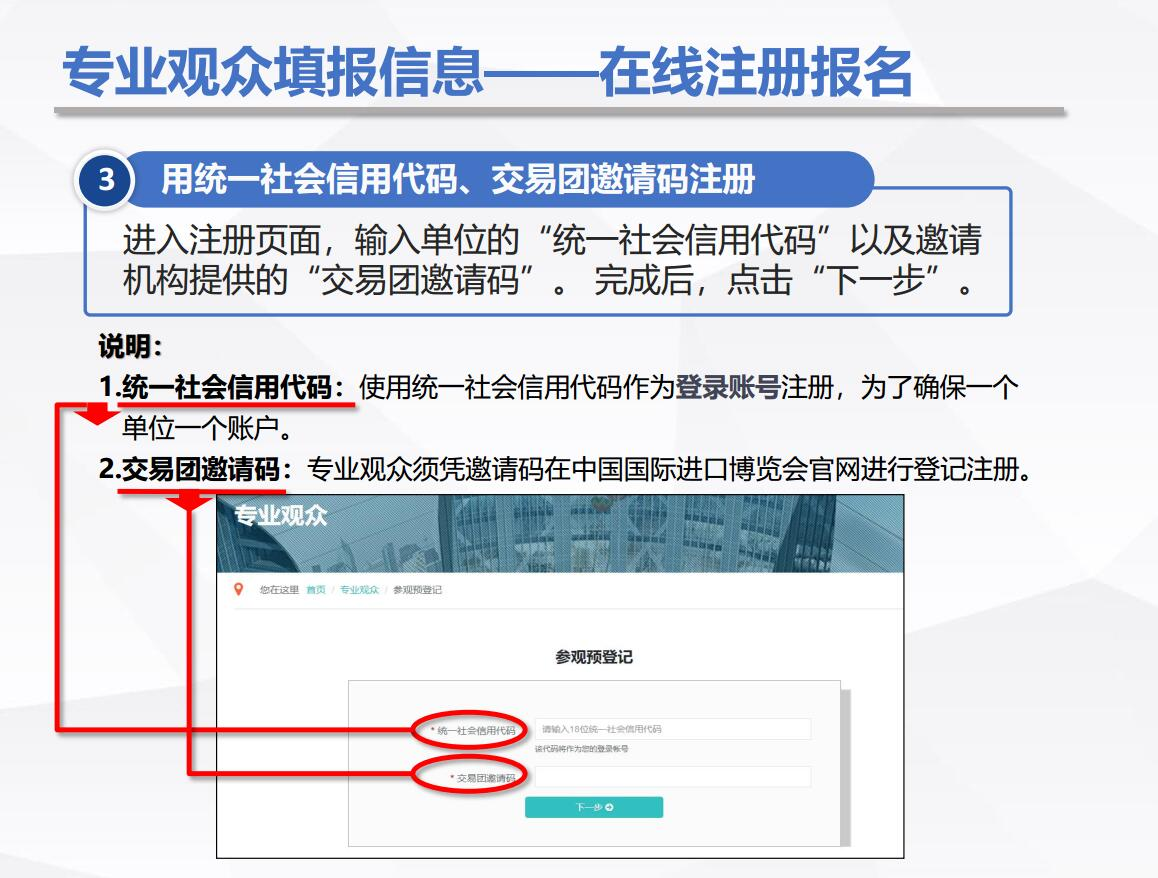 专业观众填报信息——在线注册报名
3 用统一社会信用代码、交易团邀请码注册
进入注册页面，输入单位的“统一社会信用代码”以及邀请
机构提供的“交易团邀请码”。 完成后，点击“下一步”。
说明：
1.统一社会信用代码：使用统一社会信用代码作为登录账号注册，为了确保一个
单位一个账户。
2.交易团邀请码：专业观众须凭邀请码在中国国际进口博览会官网进行登记注册。
专业观众
您在这里 首页 / 专业观众 / 参观预登记
参观预登记
* 统一社会信用代码 请输入18位统一社会信用代码
该代码将作为您的登录帐号
* 交易团邀请码
下一步